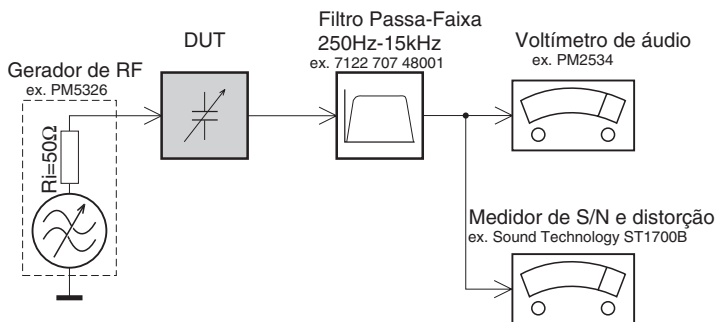 Gerador de RF
ex. PM5326
Ri=50Ω
DUT
Filtro Passa-Faixa
250Hz-15kHz
ex. 7122 707 48001
Voltímetro de áudio
ex. PM2534
Medidor de S/N e distorção
ex. Sound Technology ST1700B